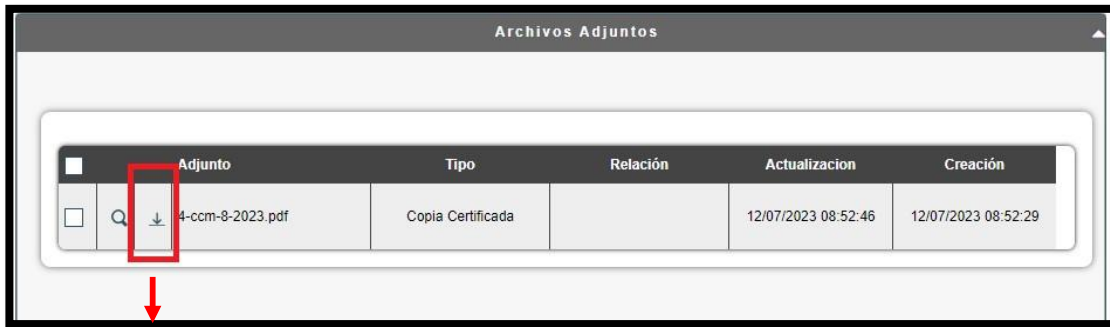 Archivos Adjuntos
Adjunto Tipo Relación Actualizacion Creación
4-ccm-8-2023.pdf Copia Certificada 12/07/2023 08:52:46 12/07/2023 08:52:29